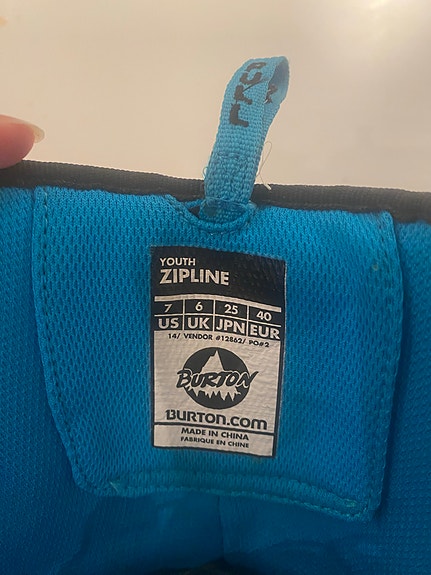 YOUTH
ZIPLINE
7 6 25 40
US UK JPN EUR
14/ VENDOR #12862/ PO#2
BURTON
BURTON.COM
MADE IN CHINA
FABRIQUE EN CHINE